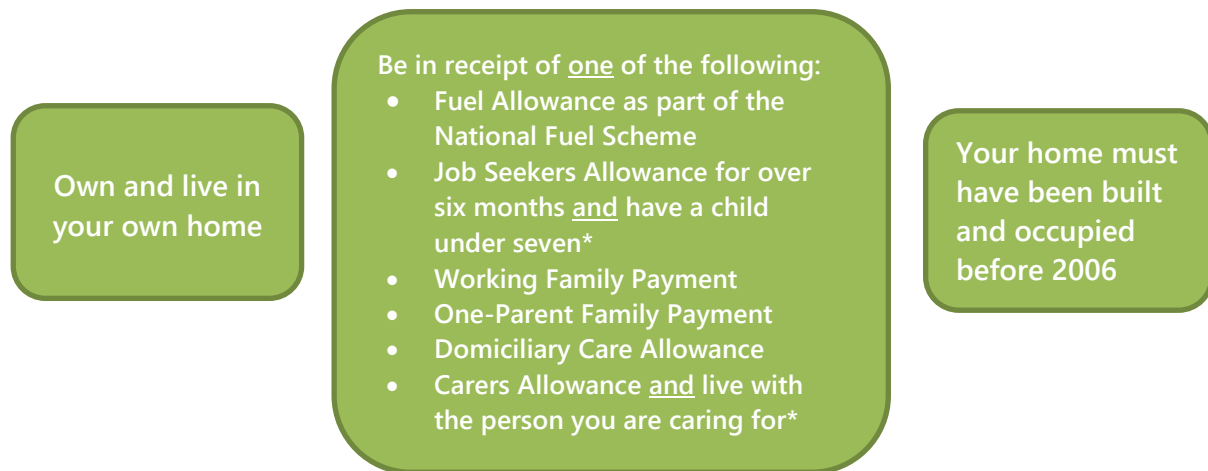 Own and live in
your own home
Be in receipt of one of the following:
• Fuel Allowance as part of the
National Fuel Scheme
• Job Seekers Allowance for over
six months and have a child
under seven*
• Working Family Payment
• One-Parent Family Payment
• Domiciliary Care Allowance
• Carers Allowance and live with
the person you are caring for*
Your home must
have been built
and occupied
before 2006